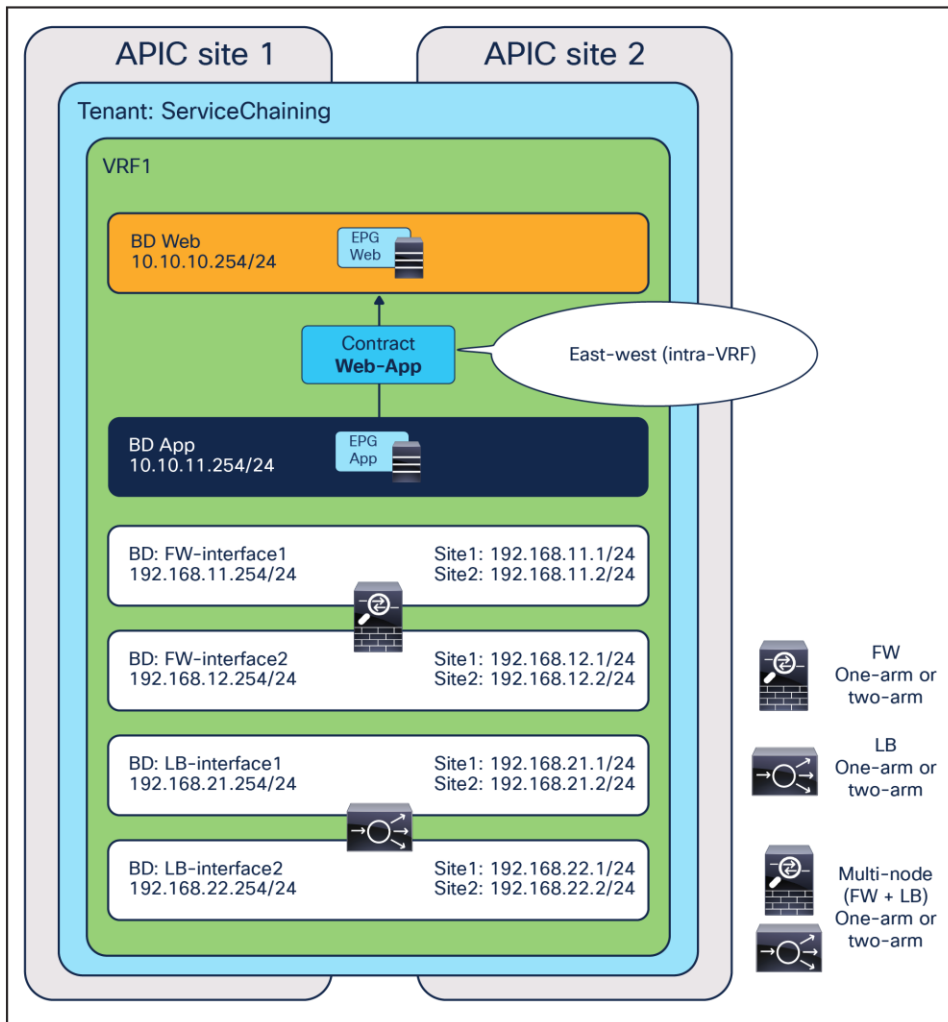 APIC site 1
APIC site 2
Tenant: ServiceChaining
VRF1
BD Web
10.10.10.254/24
EPG
Web
Contract
Web-App
East-west (intra-VRF)
BD App
10.10.11.254/24
EPG
App
BD: FW-interface1
192.168.11.254/24
Site1: 192.168.11.1/24
Site2: 192.168.11.2/24
BD: FW-interface2
192.168.12.254/24
Site1: 192.168.12.1/24
Site2: 192.168.12.2/24
BD: LB-interface1
192.168.21.254/24
Site1: 192.168.21.1/24
Site2: 192.168.21.2/24
BD: LB-interface2
192.168.22.254/24
Site1: 192.168.22.1/24
Site2: 192.168.22.2/24
FW
One-arm or
two-arm
LB
One-arm or
two-arm
Multi-node
(FW + LB)
One-arm or
two-arm